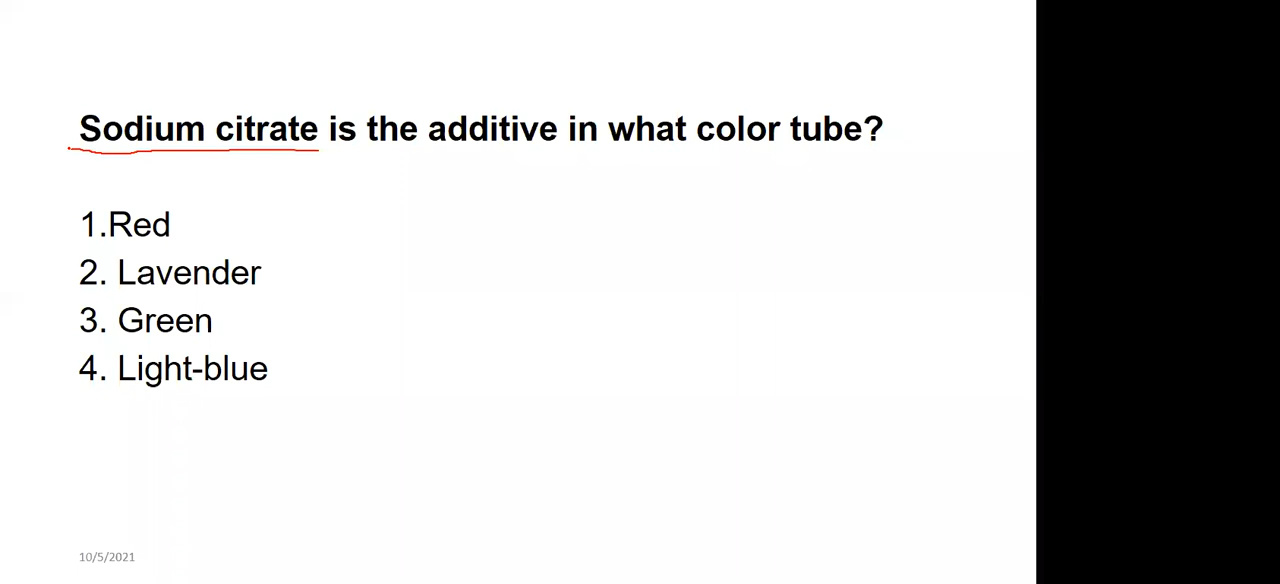 Sodium citrate is the additive in what color tube?
1.Red
2. Lavender
3. Green
4. Light-blue
10/5/2021